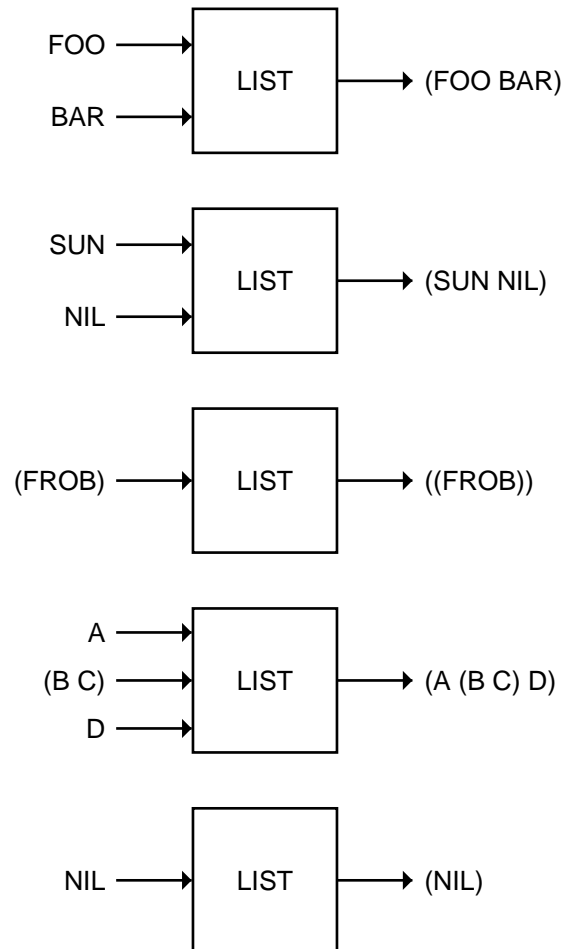 FOO
BAR
LIST
(FOO BAR)
SUN
NIL
LIST
(SUN NIL)
(FROB)
LIST
((FROB))
A
(B C)
D
LIST
(A (B C) D)
NIL
LIST
(NIL)